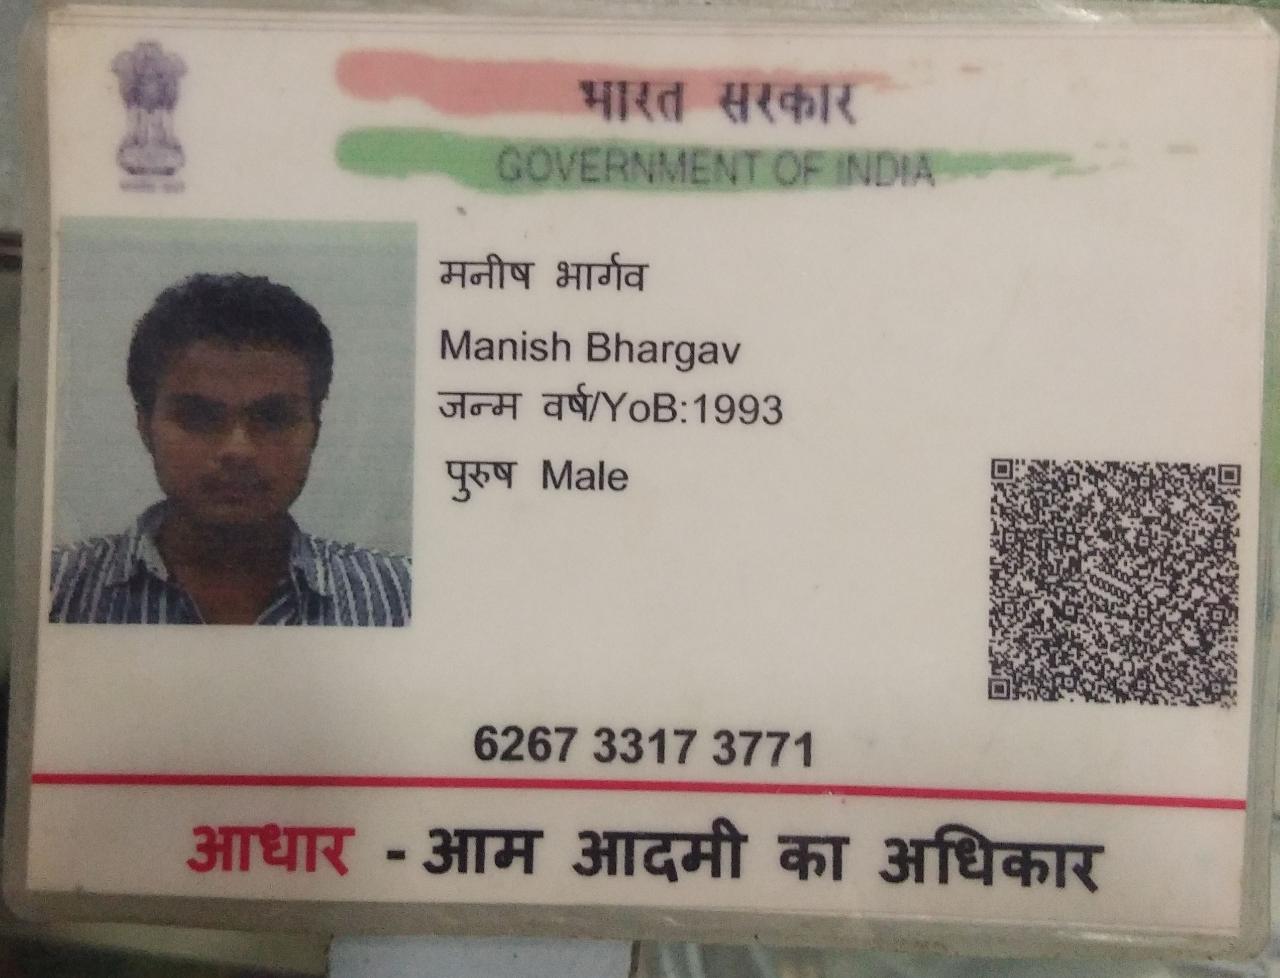 भारत सरकार
GOVERNMENT OF INDIA
मनीष भार्गव
Manish Bhargav
जन्म वर्ष/YoB:1993
पुरुष Male
6267 3317 3771
आधार - आम आदमी का अधिकार